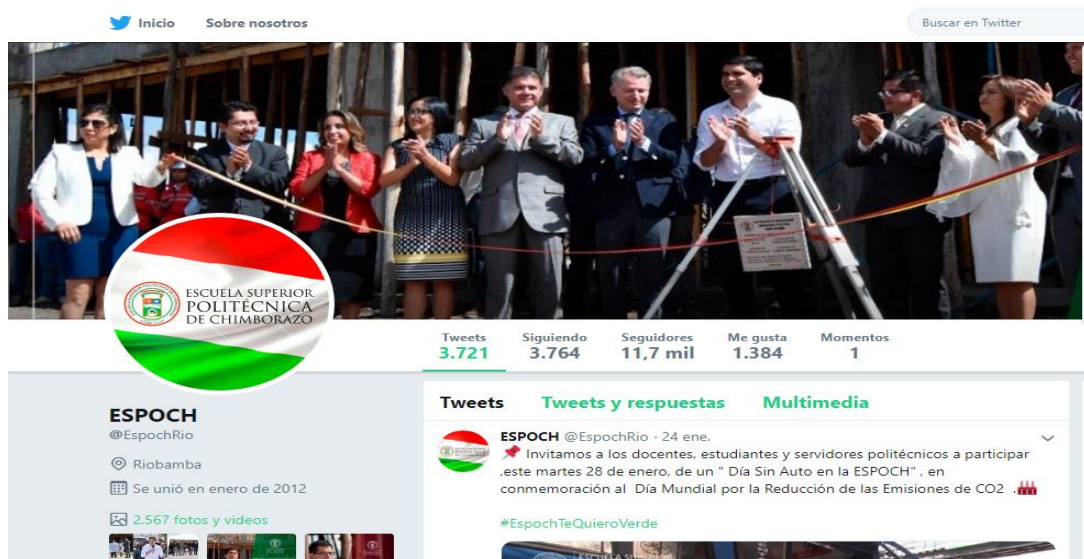 Inicio Sobre nosotros
Buscar en Twitter
ESCUELA SUPERIOR
POLITÉCNICA
DE CHIMBORAZO
Tweets Siguiendo Seguidores Me gusta Momentos
3.721 3.764 11,7 mil 1.384 1
ESPOCH
@EspochRio
Riobamba
Se unió en enero de 2012
2.567 fotos y videos
Tweets Tweets y respuestas Multimedia
ESPOCH @EspochRio · 24 ene.
Invitamos a los docentes, estudiantes y servidores politécnicos a participar
,este martes 28 de enero, de un " Día Sin Auto en la ESPOCH" , en
conmemoración al Día Mundial por la Reducción de las Emisiones de CO2 .
#EspochTeQuieroVerde